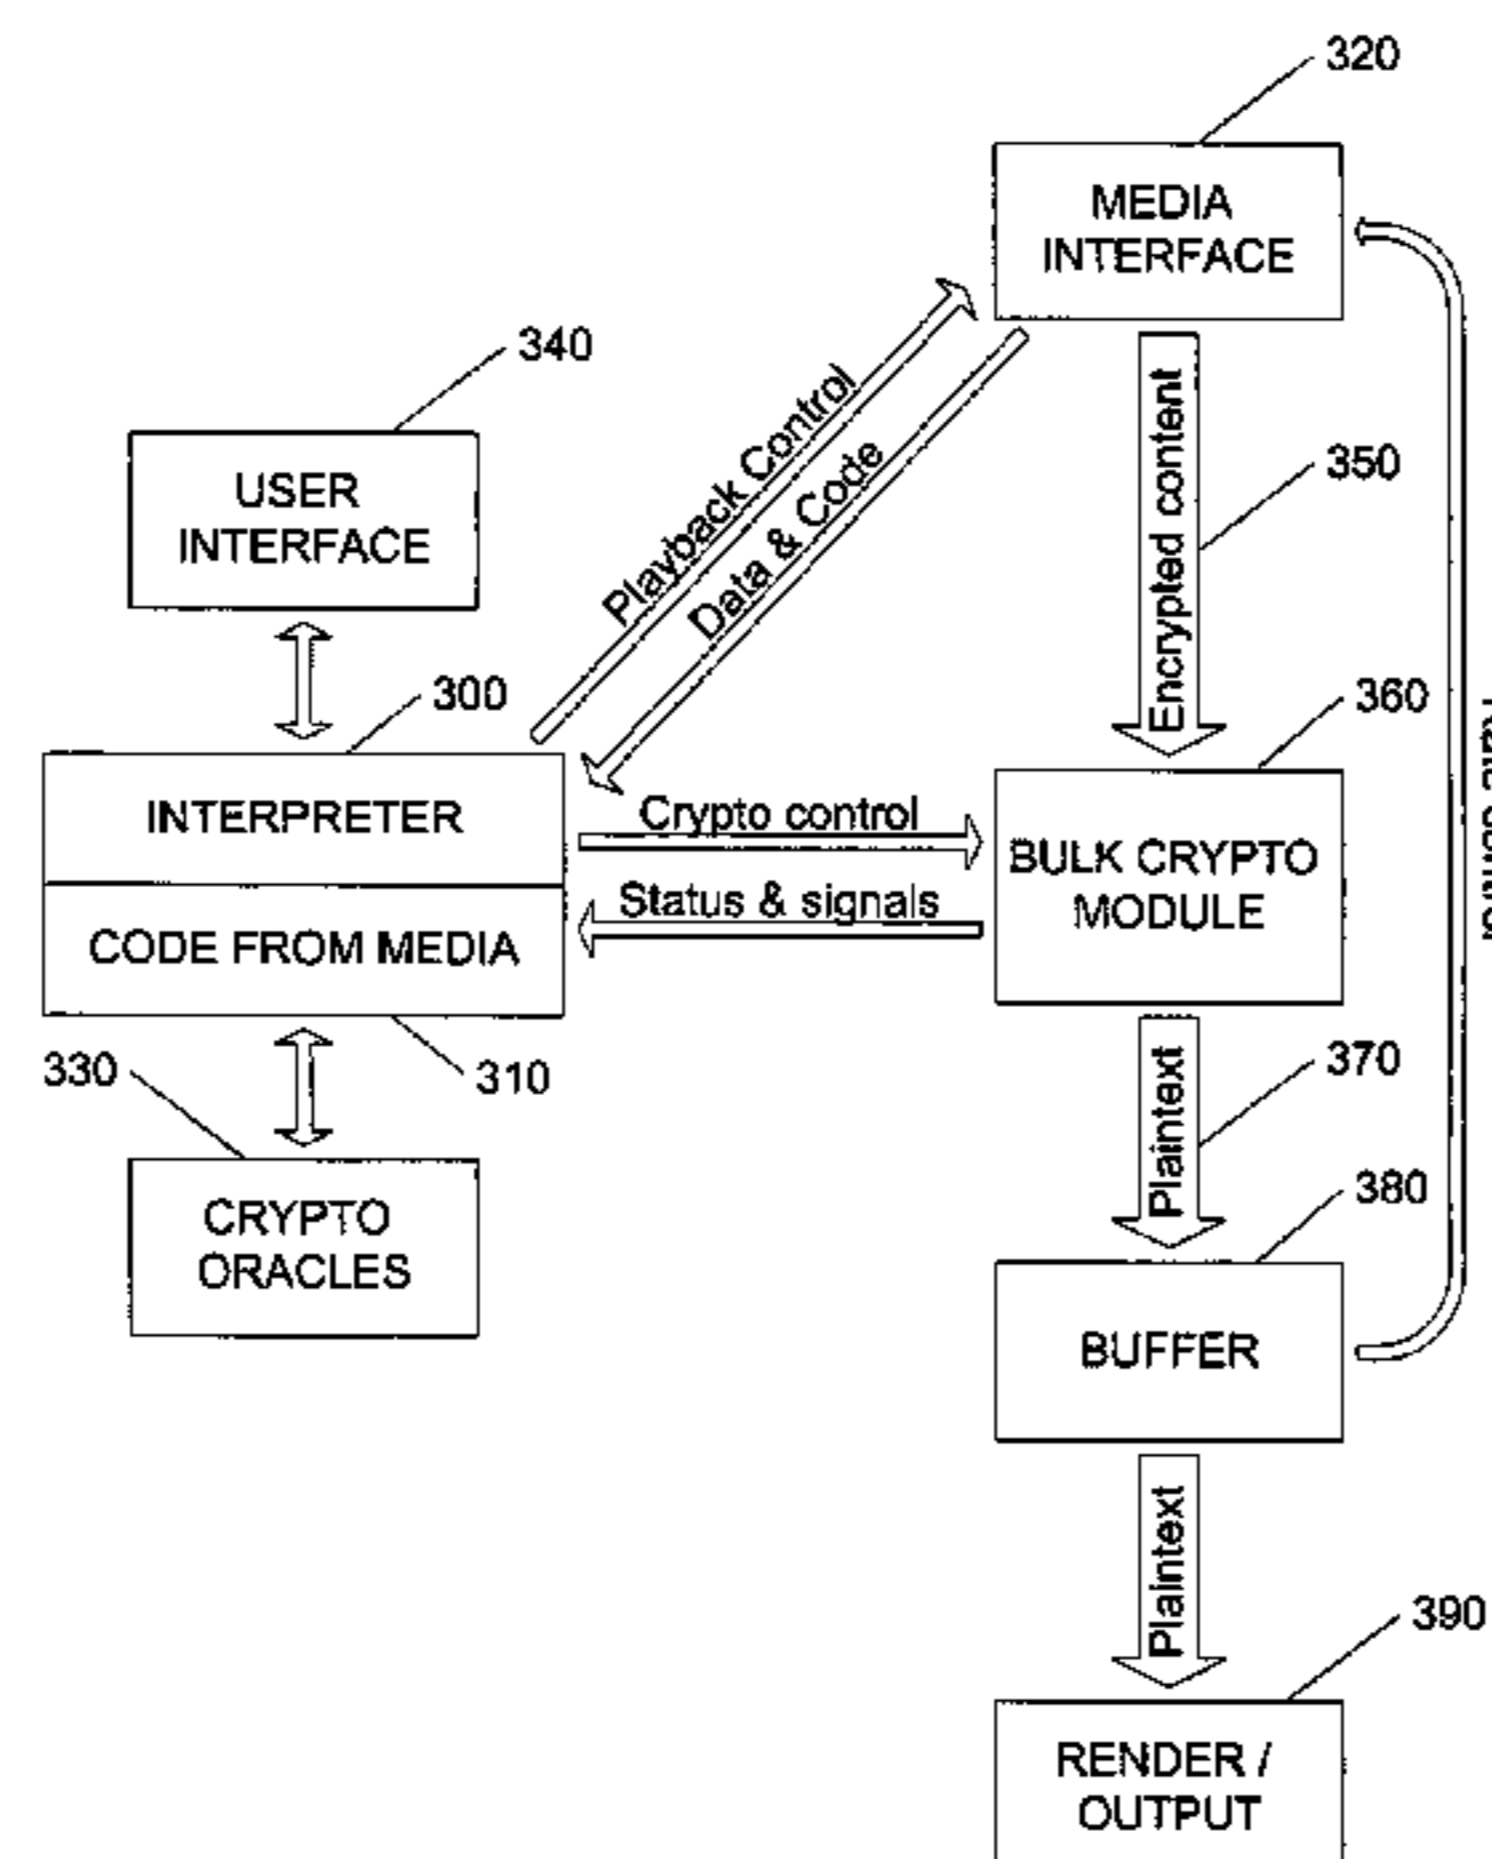 320
MEDIA
INTERFACE
340
USER
INTERFACE
Playback Control
Data & Code
Encrypted content
350
300
360
INTERPRETER
Crypto control
BULK CRYPTO
MODULE
Status & signals
CODE FROM MEDIA
330
310
Plaintext
370
380
CRYPTO
ORACLES
BUFFER
Plaintext
390
RENDER /
OUTPUT